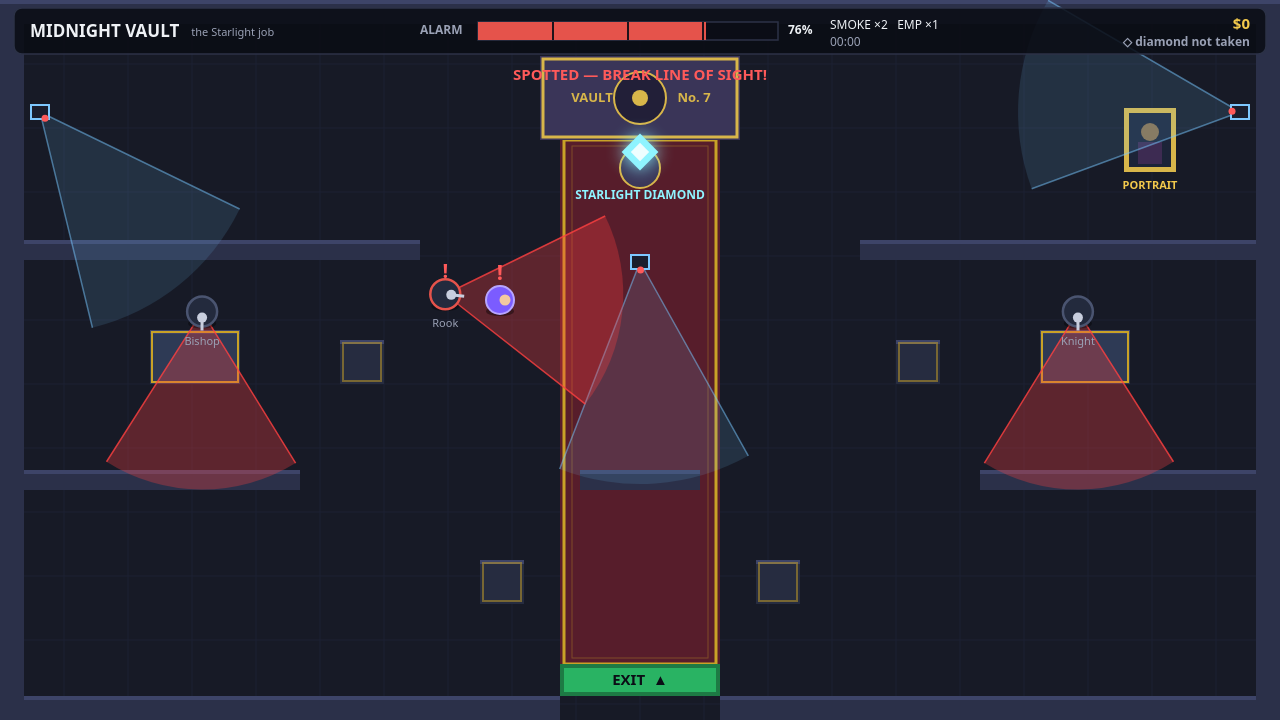 MIDNIGHT VAULT the Starlight job
ALARM 76%
SMOKE ×2 EMP ×1
00:00
$0
◇ diamond not taken
SPOTTED — BREAK LINE OF SIGHT!
VAULT No. 7
STARLIGHT DIAMOND
PORTRAIT
!
!
Rook
Bishop
Knight
EXIT ▲